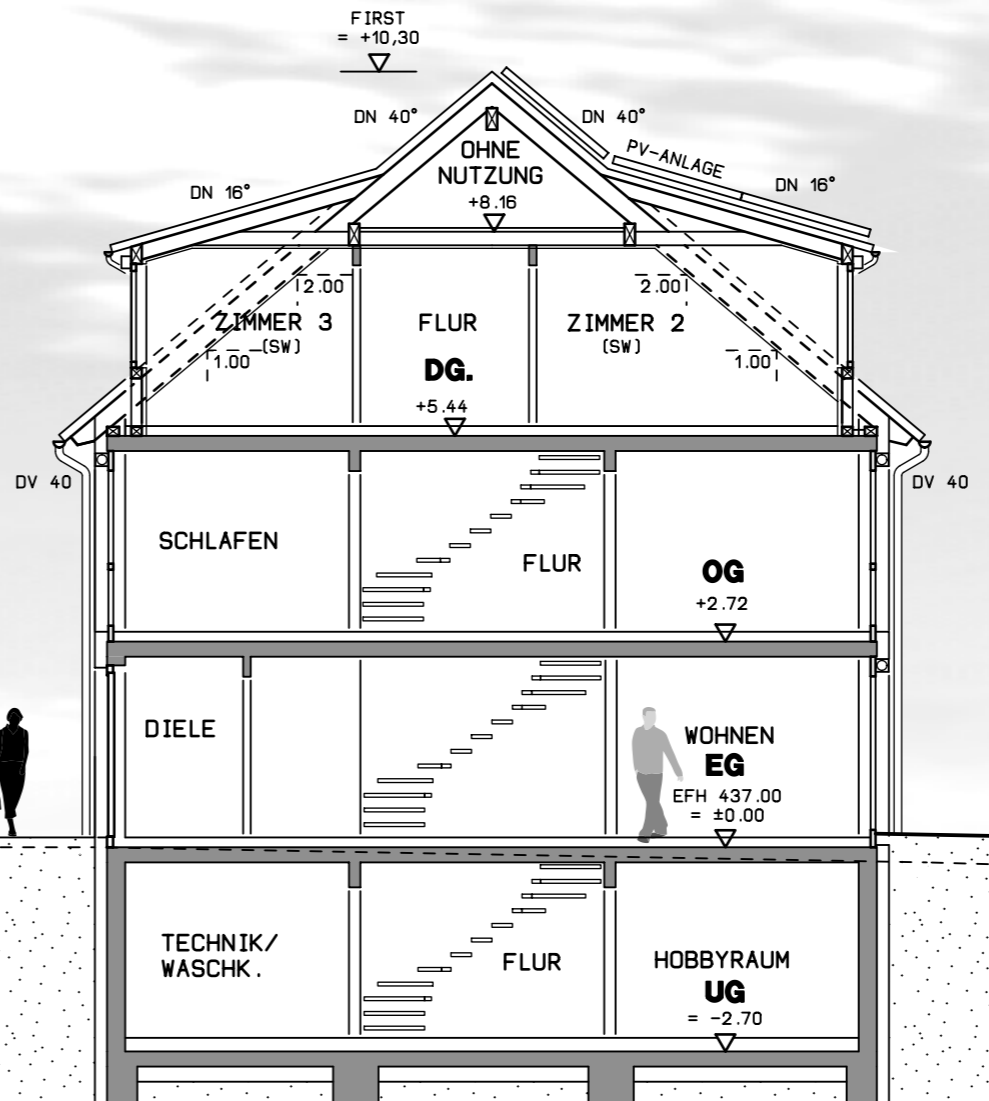 FIRST
= +10,30
DN 40°
DN 40°
OHNE
NUTZUNG
+8.16
PV-ANLAGE
DN 16°
DN 16°
2.00
2.00
ZIMMER 3
(SW)
FLUR
ZIMMER 2
(SW)
1.00
1.00
DG.
+5.44
DV 40
DV 40
SCHLAFEN
FLUR
OG
+2.72
DIELE
WOHNEN
EG
EFH 437.00
= ±0.00
TECHNIK/
WASCHK.
FLUR
HOBBYRAUM
UG
= -2.70